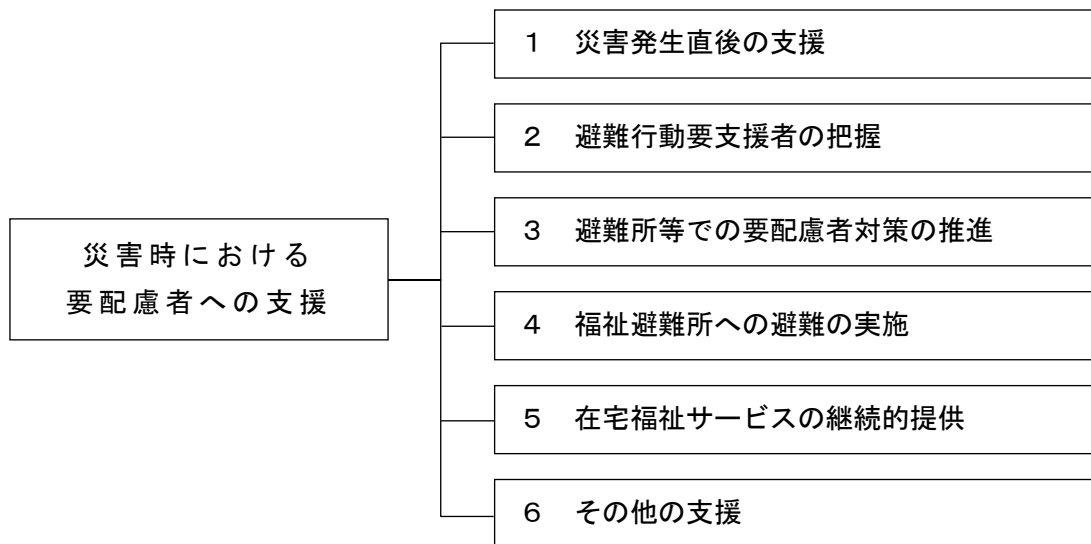 災害時における
要配慮者への支援
１　災害発生直後の支援
２　避難行動要支援者の把握
３　避難所等での要配慮者対策の推進
４　福祉避難所への避難の実施
５　在宅福祉サービスの継続的提供
６　その他の支援